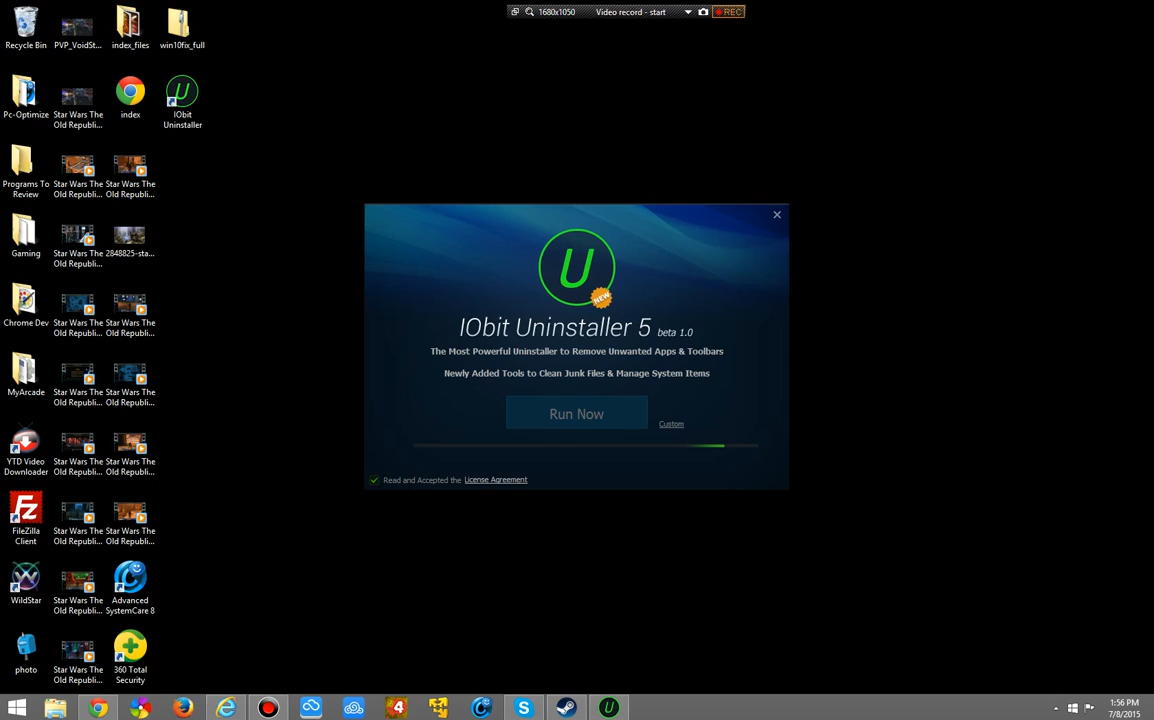 1680x1050 Video record - start REC
Recycle Bin
PVP_VoidSt...
index_files
win10fix_full
Pc-Optimize
Star Wars The
Old Republi...
index
IObit
Uninstaller
Programs To
Review
Star Wars The
Old Republi...
Star Wars The
Old Republi...
Gaming
Star Wars The
Old Republi...
2848825-sta...
Chrome Dev
Star Wars The
Old Republi...
Star Wars The
Old Republi...
MyArcade
Star Wars The
Old Republi...
Star Wars The
Old Republi...
YTD Video
Downloader
Star Wars The
Old Republi...
Star Wars The
Old Republi...
FileZilla
Client
Star Wars The
Old Republi...
Star Wars The
Old Republi...
WildStar
Star Wars The
Old Republi...
Advanced
SystemCare 8
photo
Star Wars The
Old Republi...
360 Total
Security
U
NEW
IObit Uninstaller 5 beta 1.0
The Most Powerful Uninstaller to Remove Unwanted Apps & Toolbars
Newly Added Tools to Clean Junk Files & Manage System Items
Run Now
Custom
Read and Accepted the License Agreement
1:56 PM
7/8/2015